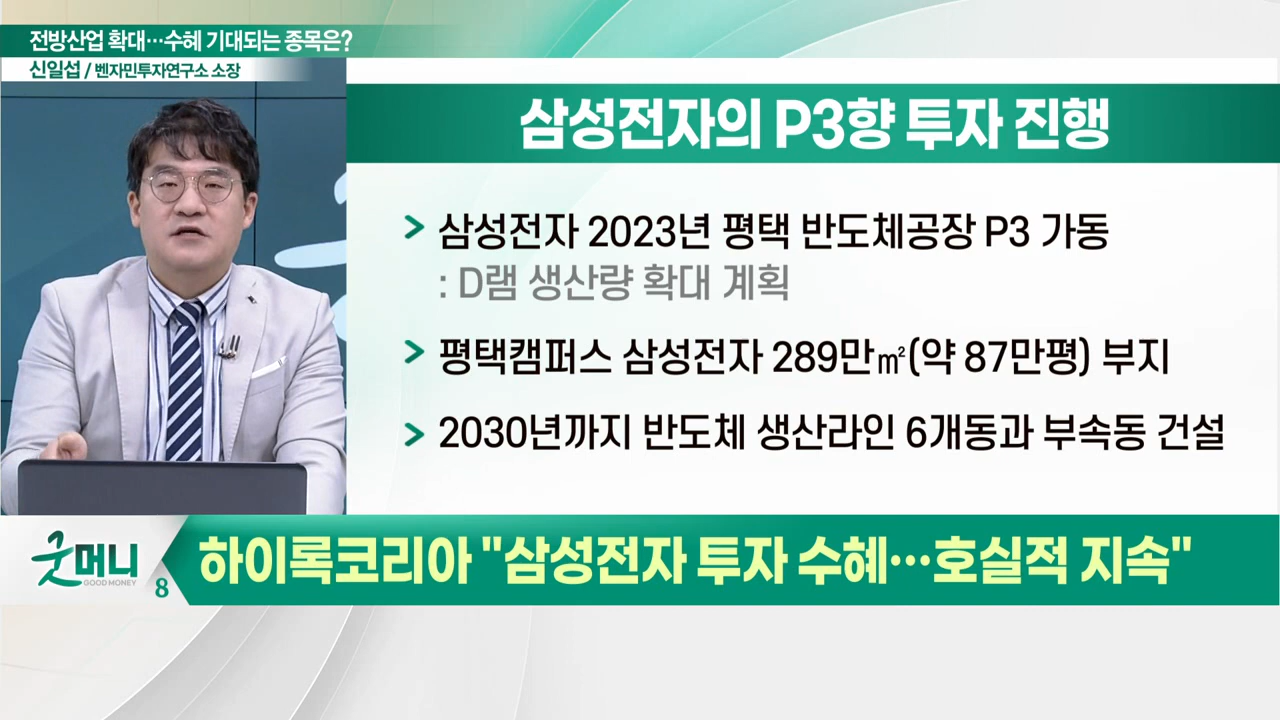 전방산업 확대…수혜 기대되는 종목은?
신일섭 / 벤자민투자연구소 소장
삼성전자의 P3향 투자 진행
> 삼성전자 2023년 평택 반도체공장 P3 가동
: D램 생산량 확대 계획
> 평택캠퍼스 삼성전자 289만㎡(약 87만평) 부지
> 2030년까지 반도체 생산라인 6개동과 부속동 건설
굿머니
GOOD MONEY
8
하이록코리아 "삼성전자 투자 수혜…호실적 지속"